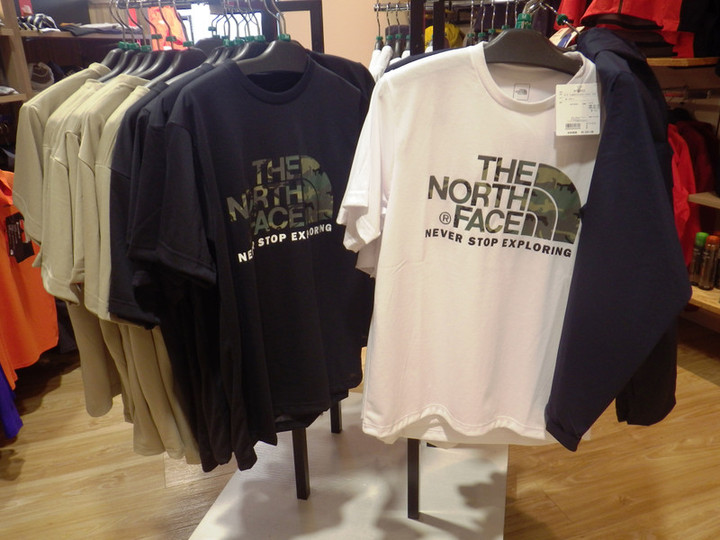 THE
NORTH
FACE
NEVER STOP EXPLORING
THE
NORTH
® FACE
NEVER STOP EXPLORING